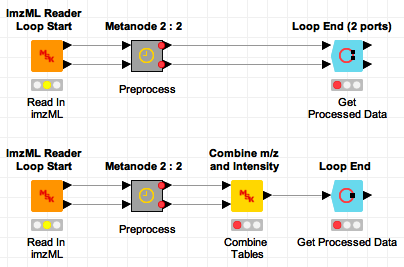 ImzML Reader
Loop Start
Metanode 2 : 2
Loop End (2 ports)
Read In
imzML
Preprocess
Get
Processed Data
ImzML Reader
Loop Start
Metanode 2 : 2
Combine m/z
and Intensity
Loop End
Read In
imzML
Preprocess
Combine
Tables
Get Processed Data